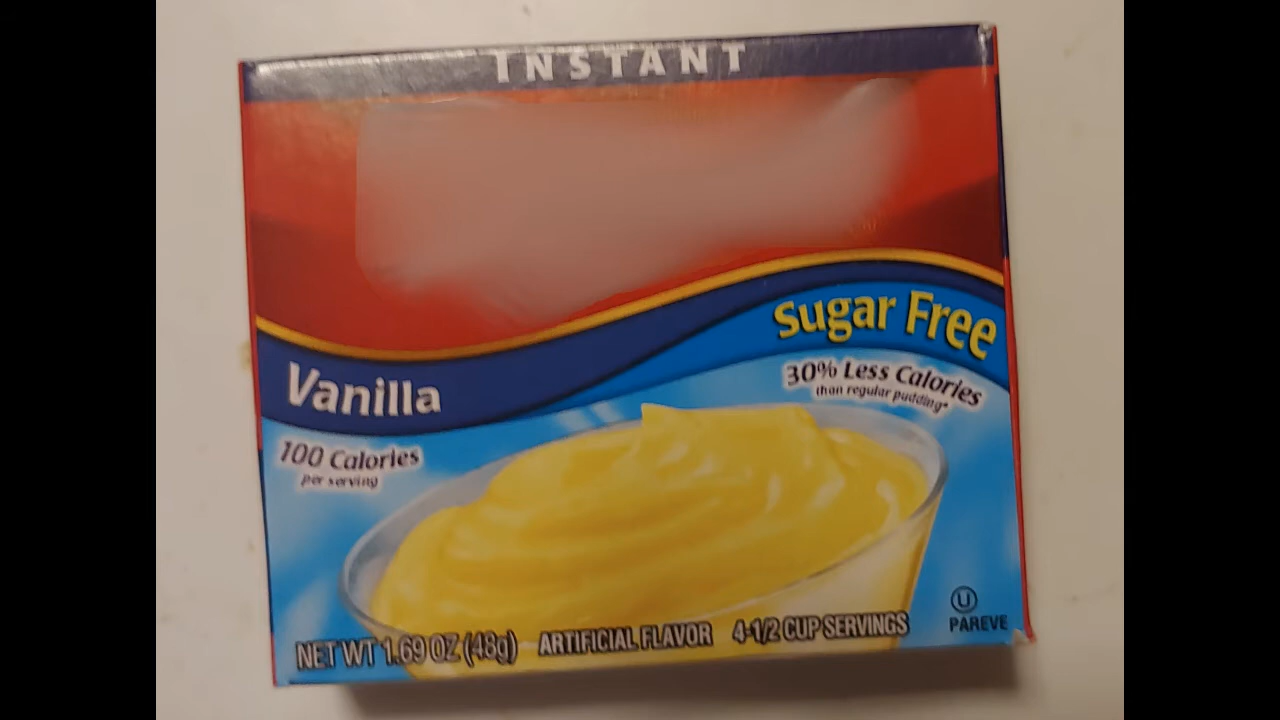 INSTANT
Sugar Free
30% Less Calories
than regular pudding*
Vanilla
100 Calories
per serving
U
PAREVE
NET WT 1.69 OZ (48g) ARTIFICIAL FLAVOR 4-1/2 CUP SERVINGS